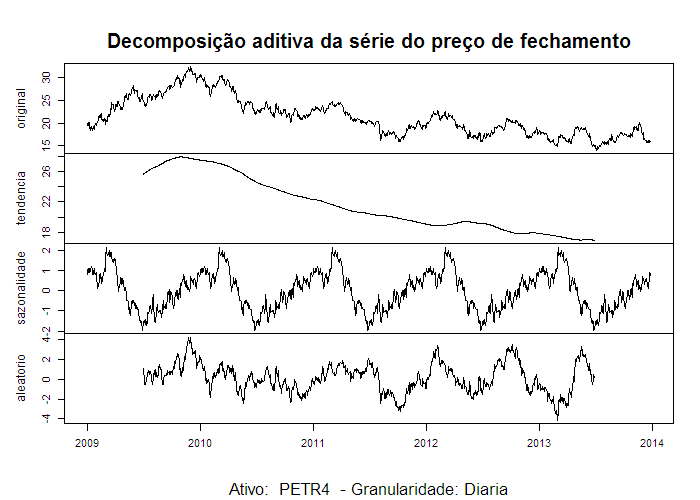 Decomposição aditiva da série do preço de fechamento
original
15 20 25 30
tendencia
18 22 26
sazonalidade
-2 -1 0 1 2
aleatorio
-4 -2 0 2 4
2009 2010 2011 2012 2013 2014
Ativo: PETR4 - Granularidade: Diaria